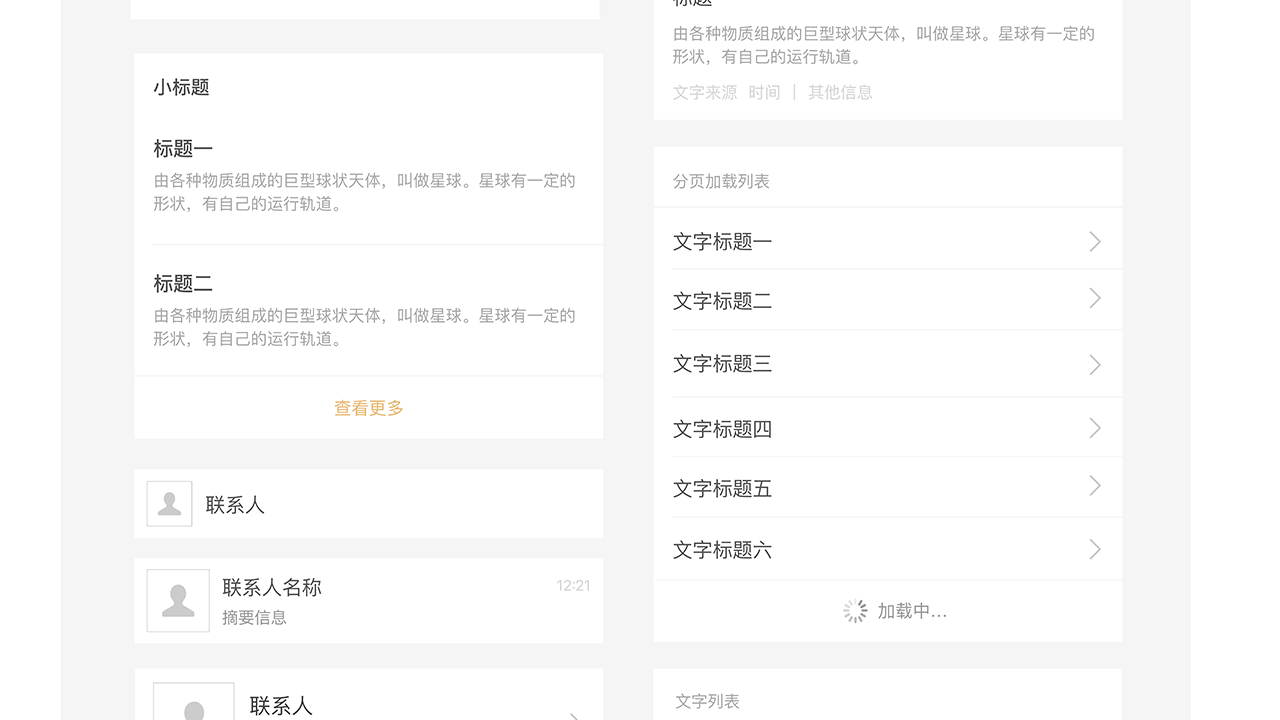 小标题
标题一
由各种物质组成的巨型球状天体，叫做星球。星球有一定的
形状，有自己的运行轨道。
标题二
由各种物质组成的巨型球状天体，叫做星球。星球有一定的
形状，有自己的运行轨道。
查看更多
联系人
联系人名称
12:21
摘要信息
联系人
标题
由各种物质组成的巨型球状天体，叫做星球。星球有一定的
形状，有自己的运行轨道。
文字来源 时间 | 其他信息
分页加载列表
文字标题一
文字标题二
文字标题三
文字标题四
文字标题五
文字标题六
加载中...
文字列表